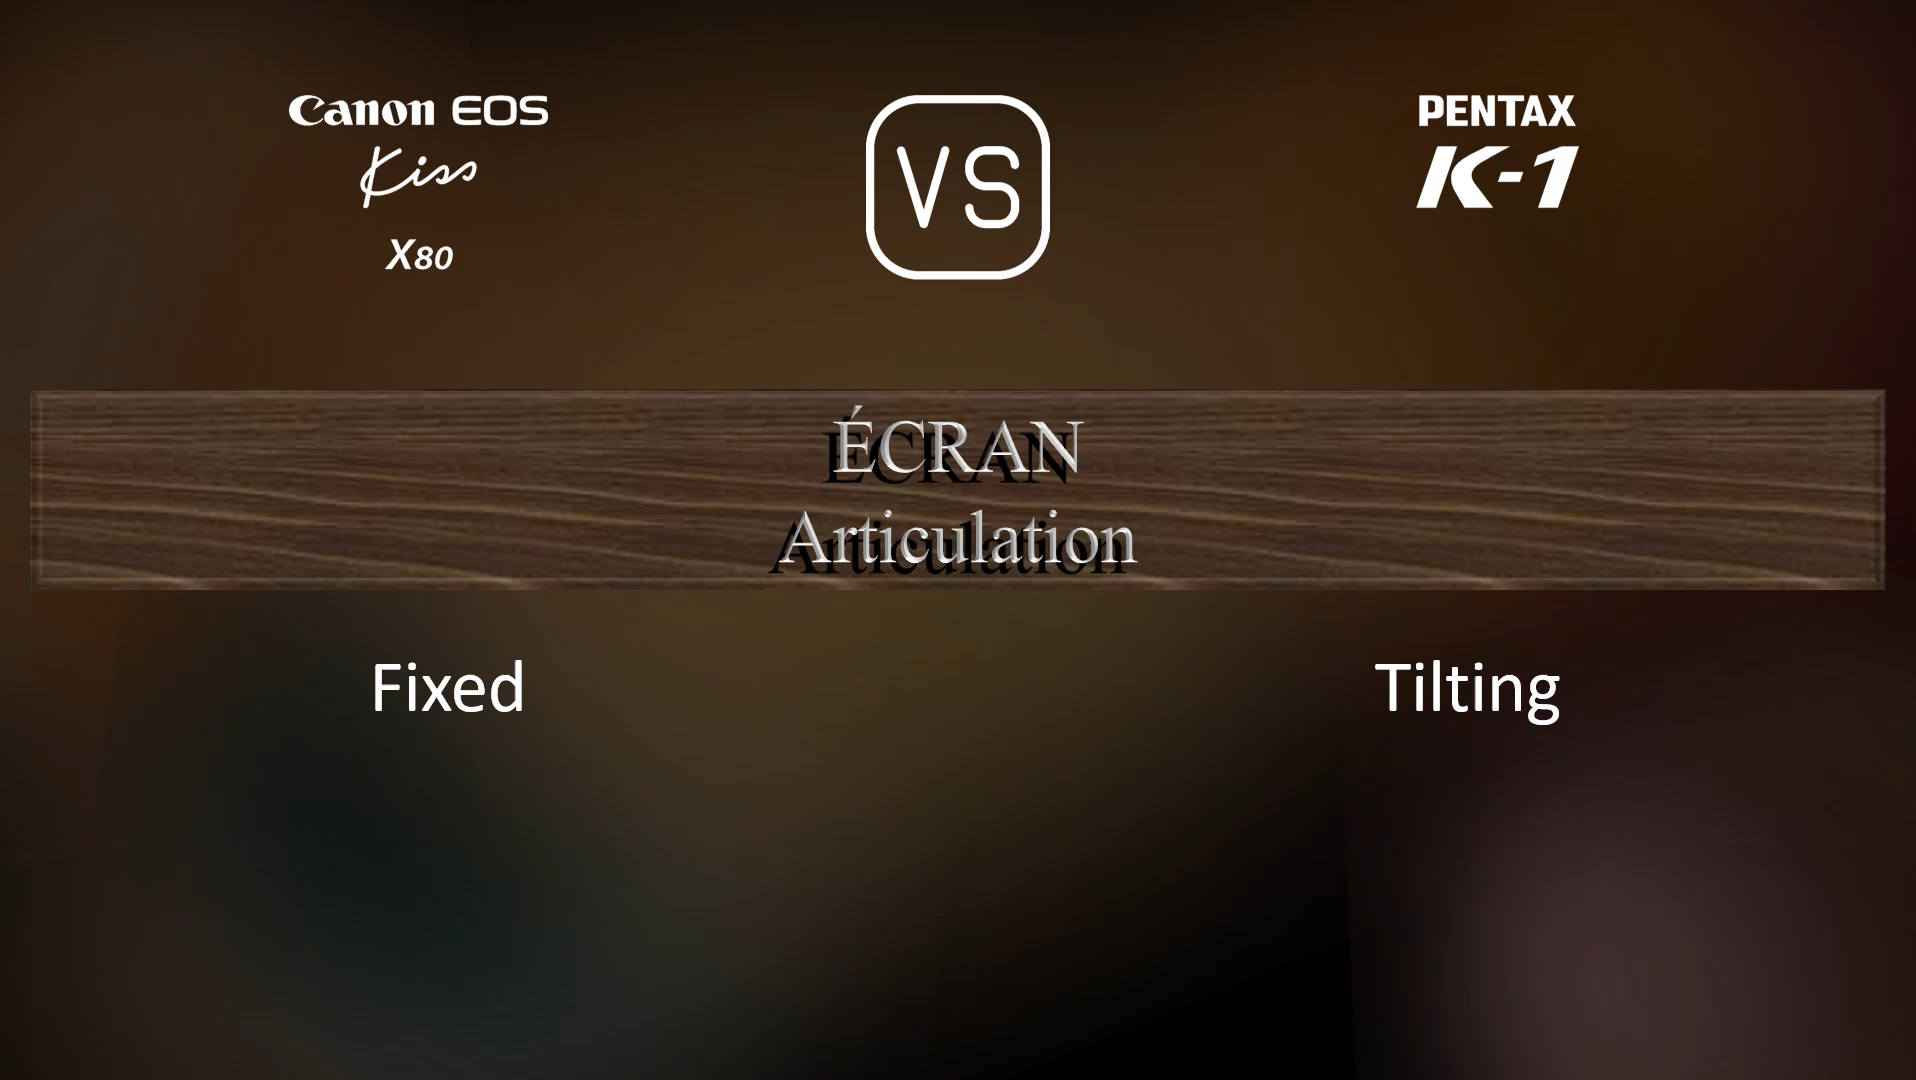 Canon EOS
Kiss
X80
VS
PENTAX
K-1
ÉCRAN
Articulation
Fixed
Tilting